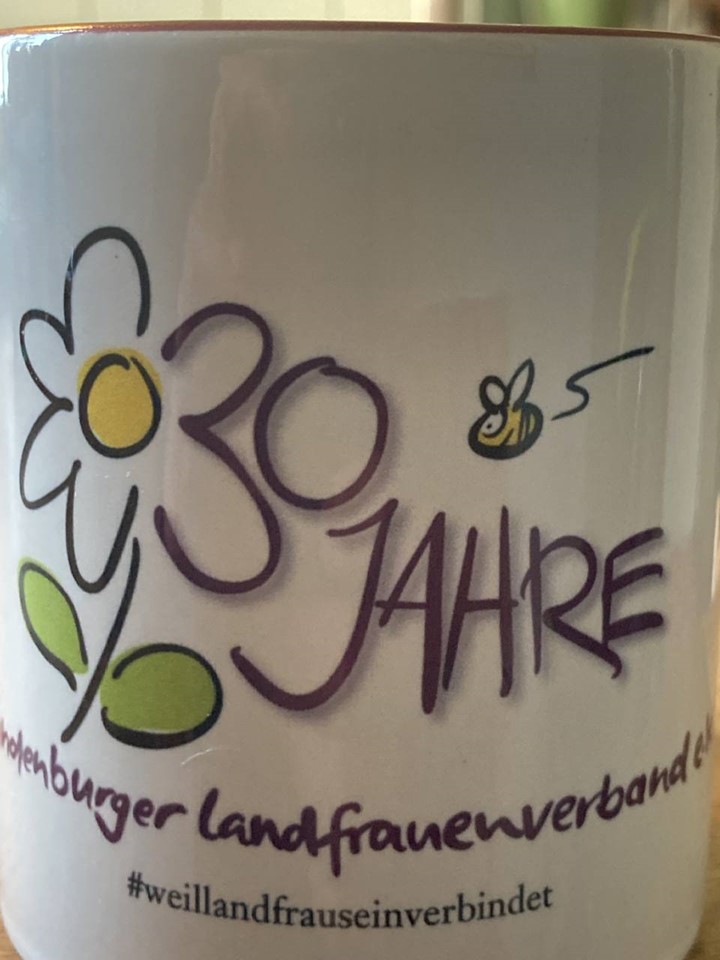 30
JAHRE
landfrauenverband
#weillandfrauseinverbindet